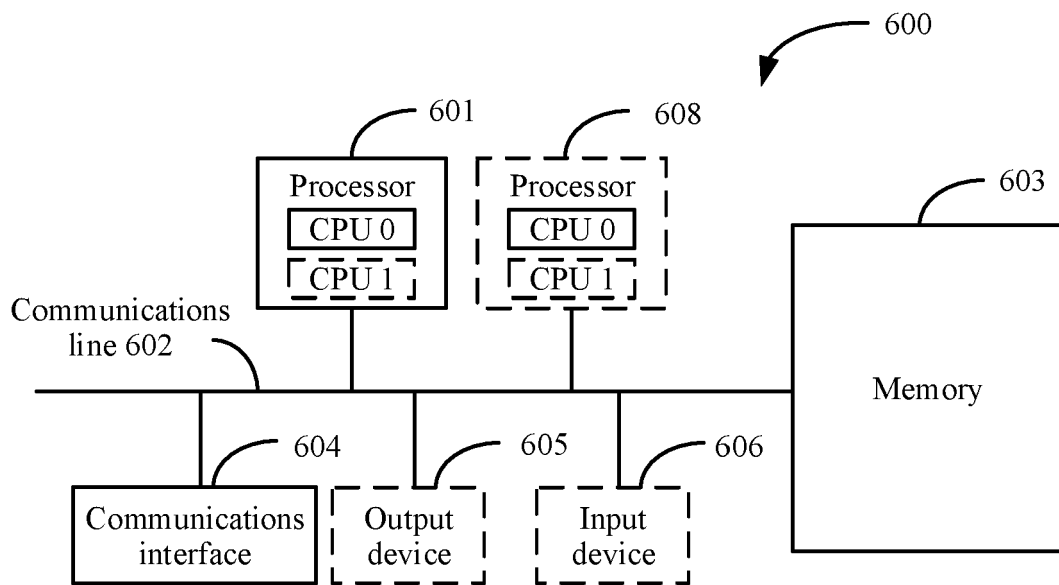 600
601
608
603
Processor
CPU 0
CPU 1
Processor
CPU 0
CPU 1
Communications
line 602
Memory
604
605
606
Communications
interface
Output
device
Input
device